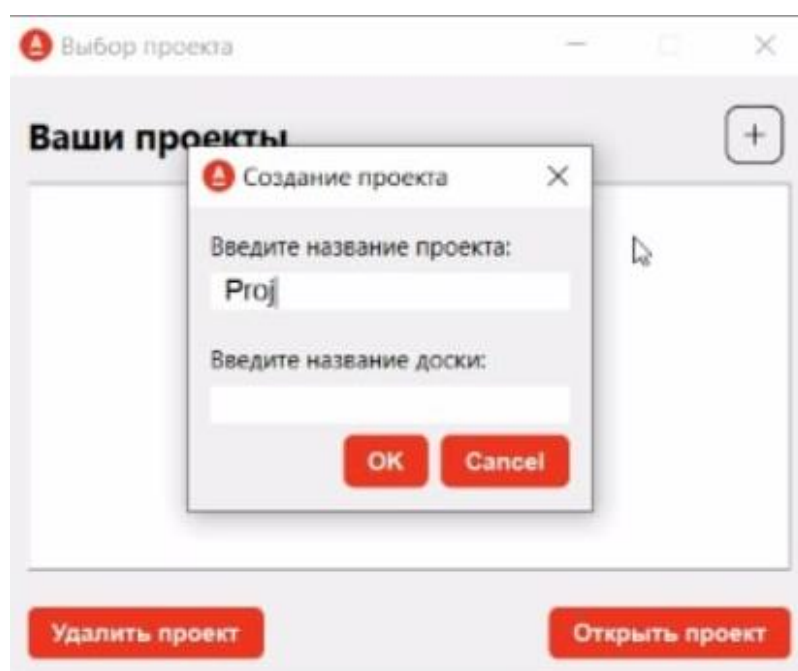 Выбор проекта
Ваши проекты
+
Создание проекта
Введите название проекта:
Proj
Введите название доски:
OK Cancel
Удалить проект Открыть проект